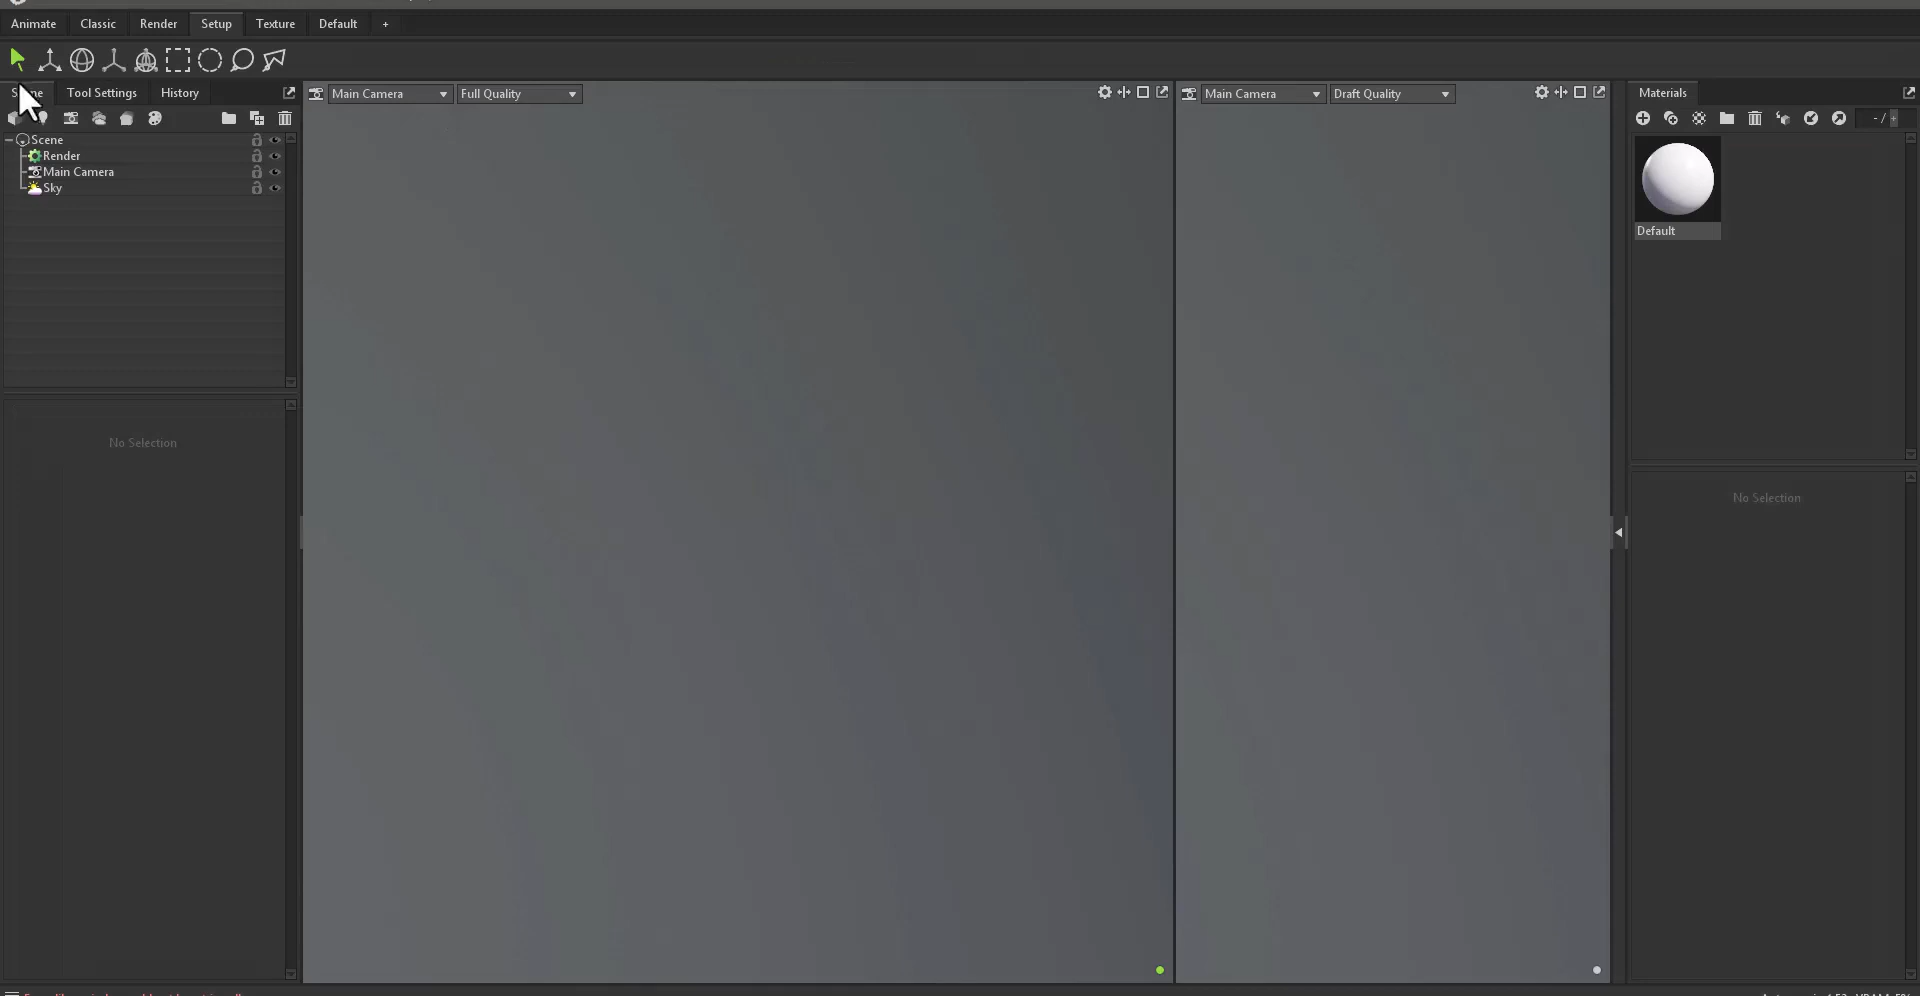 Animate Classic Render Setup Texture Default +
Tool Settings History
Main Camera Full Quality
Main Camera Draft Quality
Materials
- / +
Scene
Render
Main Camera
Sky
Default
No Selection
No Selection